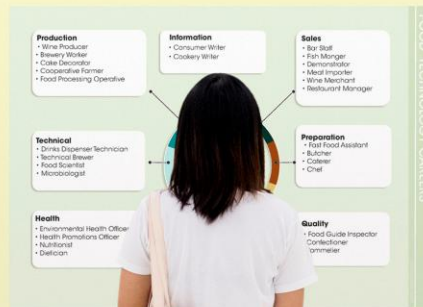 Production
• Wine Producer
• Brewery Worker
• Cake Decorator
• Cooperative Farmer
• Food Processing Operative
Information
• Consumer Writer
• Cookery Writer
Sales
• Bar Staff
• Fish Monger
• Demonstrator
• Meat Importer
• Wine Merchant
• Restaurant Manager
Technical
• Drinks Dispenser Technician
• Technical Brewer
• Food Scientist
• Microbiologist
Preparation
• Fast Food Assistant
• Butcher
• Caterer
• Chef
Health
• Environmental Health Officer
• Health Promotions Officer
• Nutritionist
• Dietician
Quality
• Food Guide Inspector
Confectioner
ommelier